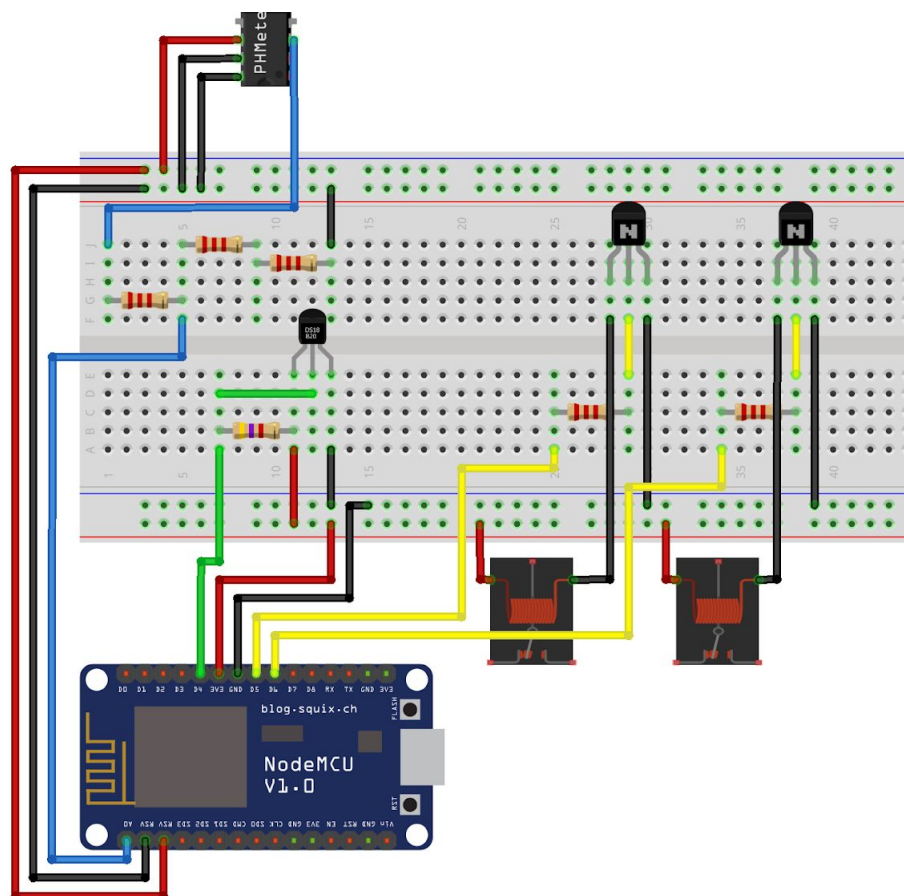 PHMete
5
10
15
20
25
30
35
40
J
I
H
G
F
DS18
B20
N
N
E
D
C
B
A
1
5
10
15
20
25
30
35
40
D0 D1 D2 D3 D4 3V3 GND D5 D6 D7 D8 RX TX GND 3V3
blog.squix.ch
FLASH
NodeMCU
V1.0
RST
A0 RSV RSV SD3 SD2 SD1 CMD SD0 CLK GND 3V3 EN RST GND Vin